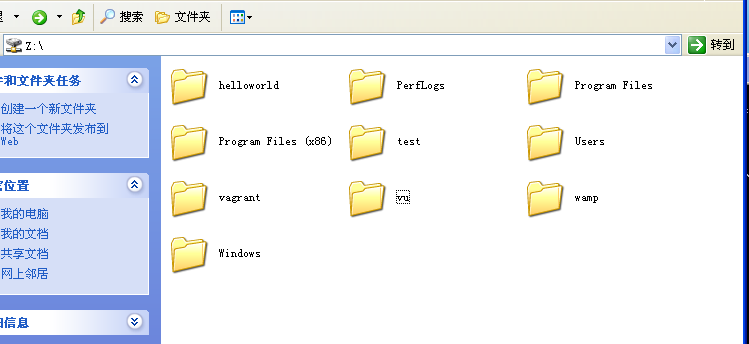 搜索 文件夹
Z:\ 转到
和文件夹任务
创建一个新文件夹
将这个文件夹发布到
Web
位置
我的电脑
我的文档
共享文档
网上邻居
信息
helloworld PerfLogs Program Files
Program Files (x86) test Users
vagrant vu wamp
Windows